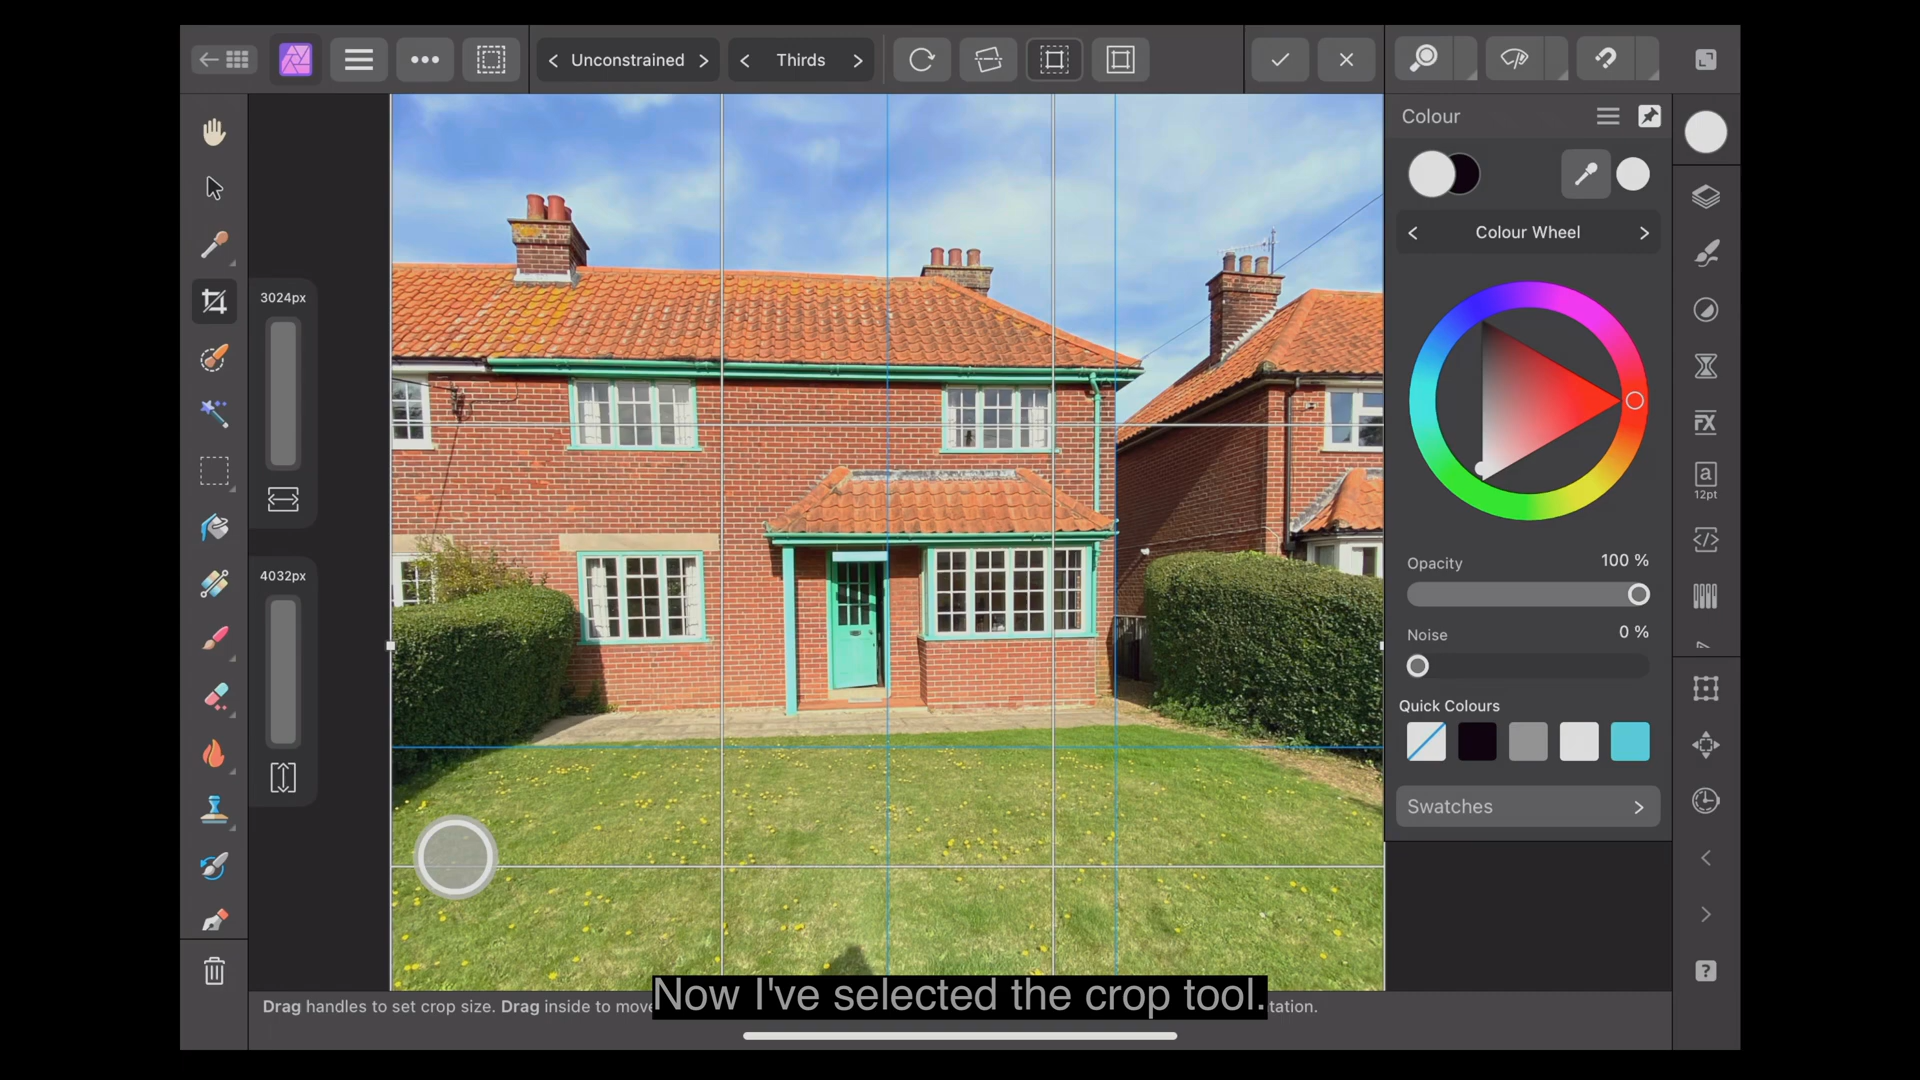 Unconstrained
Thirds
Colour
Colour Wheel
3024px
4032px
FX
a
12pt
Opacity
100 %
Noise
0 %
Quick Colours
Swatches
?
Drag handles to set crop size. Drag inside to move
tation.
Now I've selected the crop tool.